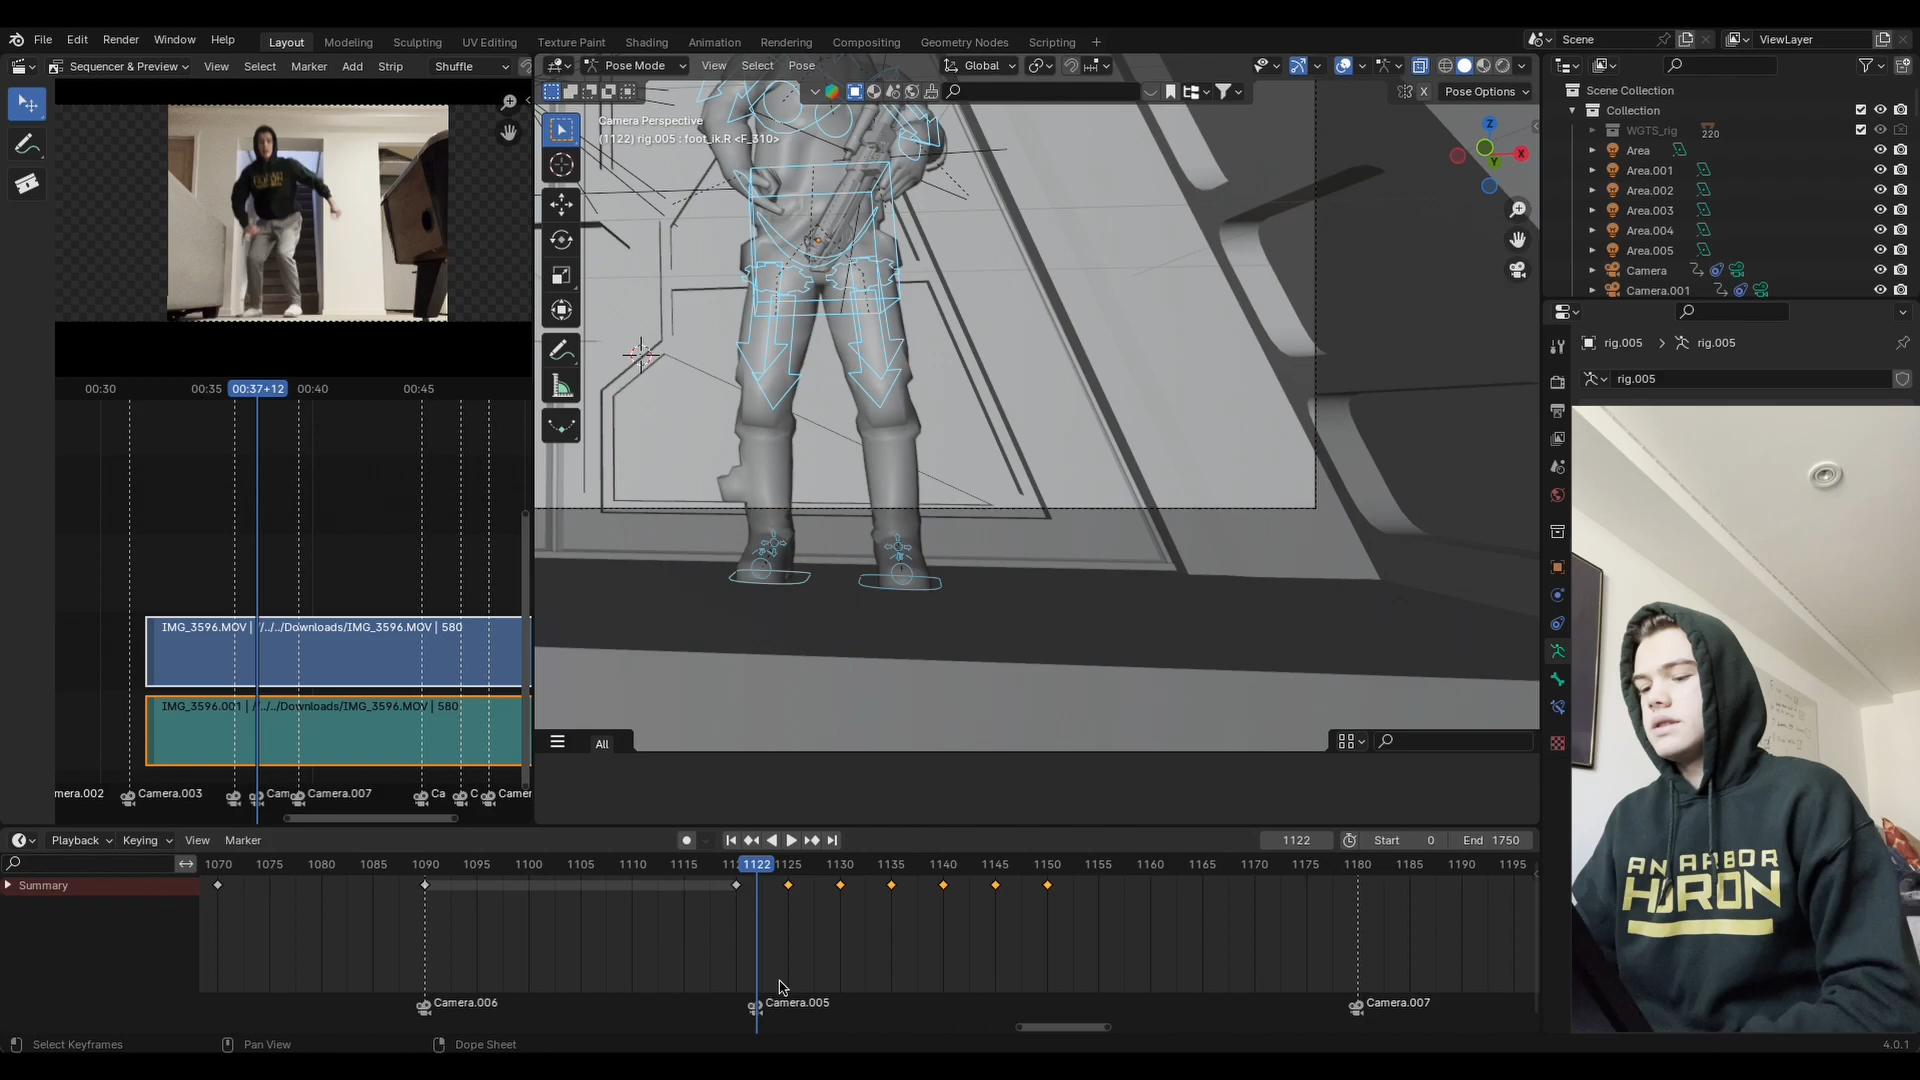 File Edit Render Window Help Layout Modeling Sculpting UV Editing Texture Paint Shading Animation Rendering Compositing Geometry Nodes Scripting + Scene ViewLayer
Sequencer & Preview View Select Marker Add Strip Shuffle
Pose Mode View Select Pose Global
X Pose Options
Camera Perspective
(1122) rig.005 : foot_ik.R <F_310>
Z
X
Y
Scene Collection
Collection
WGTS_rig 220
Area
Area.001
Area.002
Area.003
Area.004
Area.005
Camera
Camera.001
rig.005 > rig.005
rig.005
00:30 00:35 00:37+12 00:40 00:45
IMG_3596.MOV | /../../Downloads/IMG_3596.MOV | 580
IMG_3596.001 | /../../Downloads/IMG_3596.MOV | 580
mera.002 Camera.003 Cam Camera.007 Ca C Camer
All
Playback Keying View Marker 1122 Start 0 End 1750
1070 1075 1080 1085 1090 1095 1100 1105 1110 1115 1122 1125 1130 1135 1140 1145 1150 1155 1160 1165 1170 1175 1180 1185 1190 1195
Summary
Camera.006 Camera.005 Camera.007
ANN ARBOR
HURON
Select Keyframes Pan View Dope Sheet 4.0.1